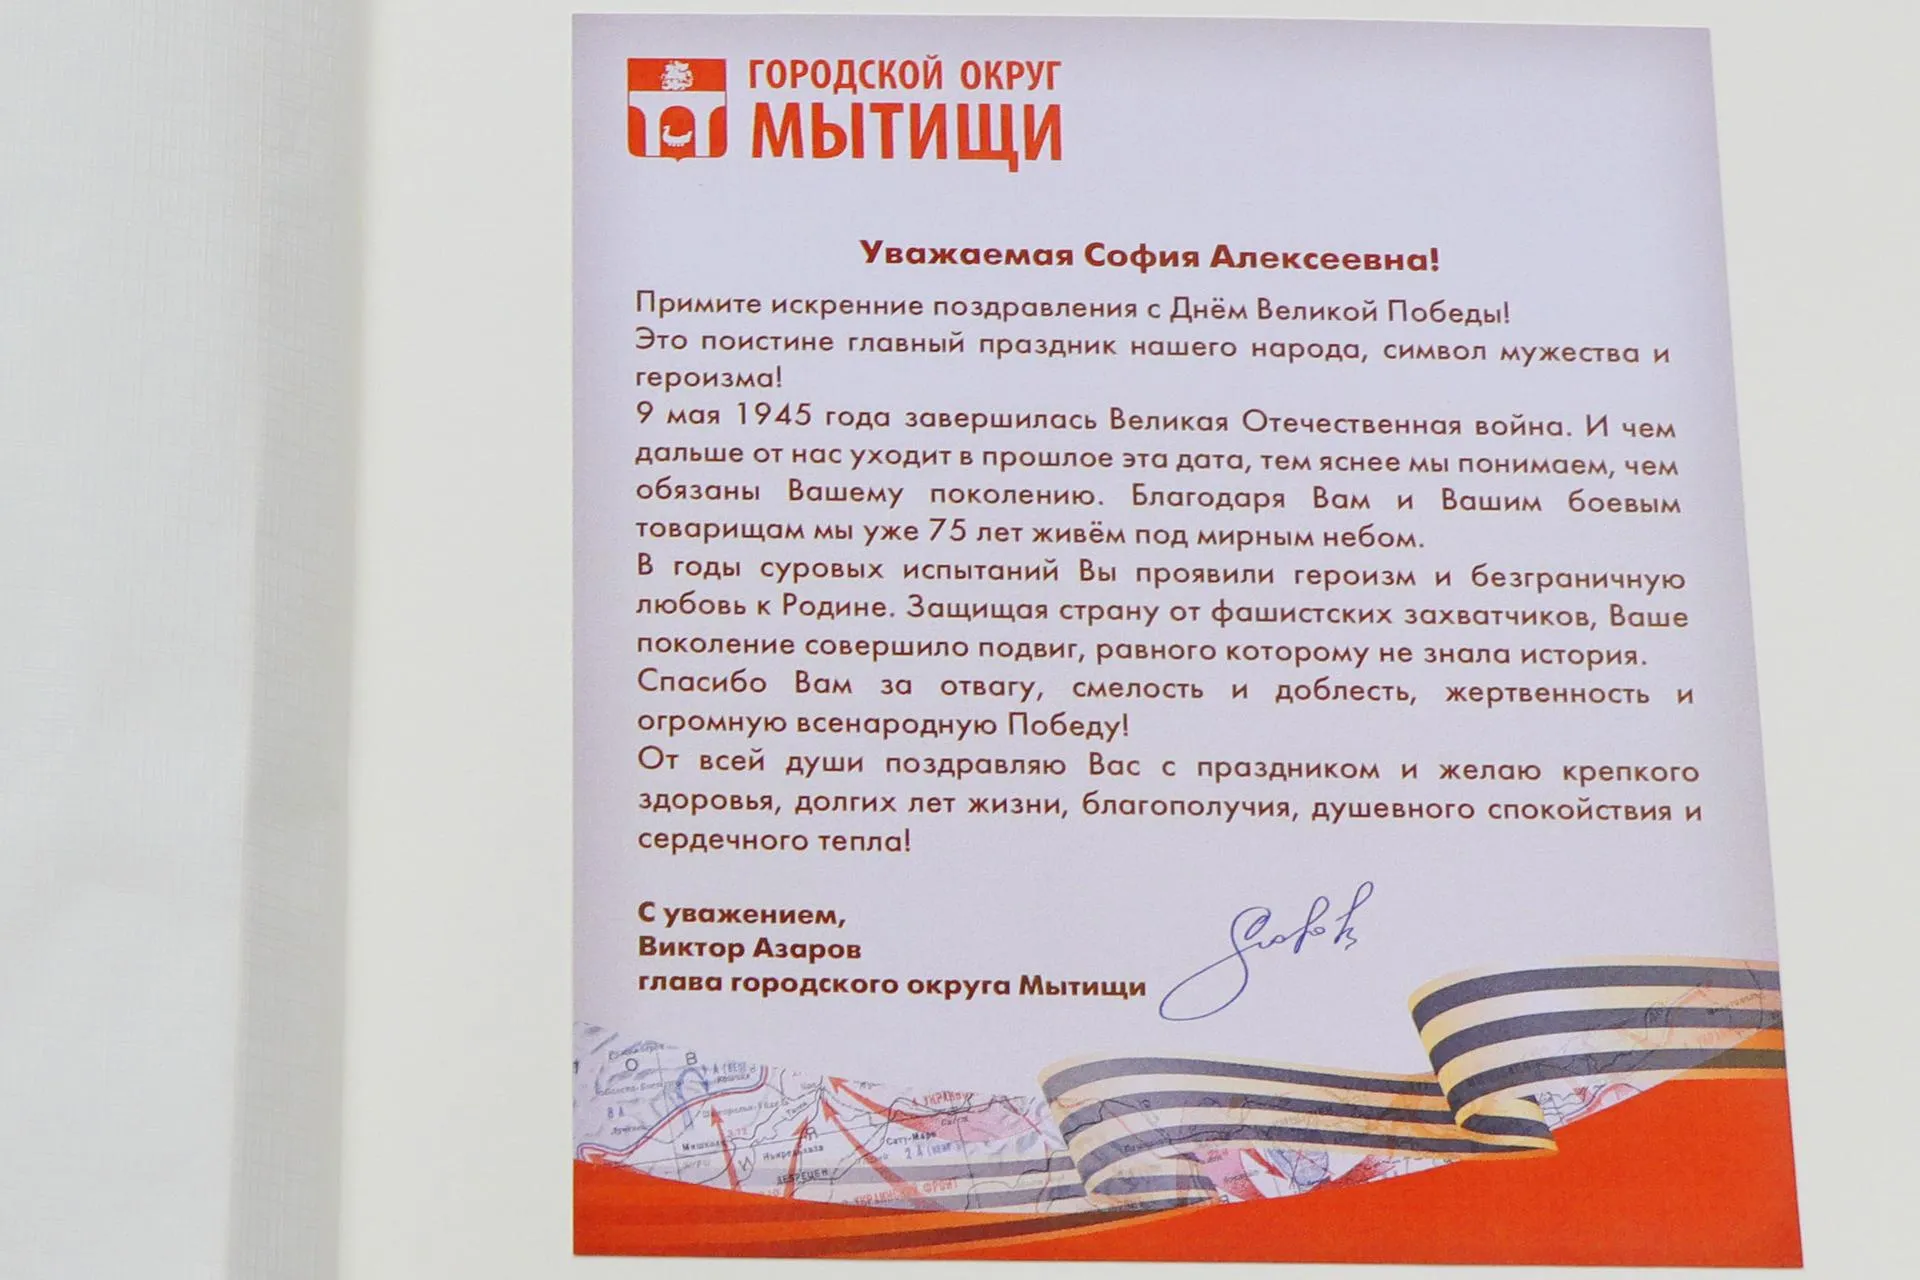 ГОРОДСКОЙ ОКРУГ
МЫТИЩИ
Уважаемая София Алексеевна!
Примите искренние поздравления с Днём Великой Победы!
Это поистине главный праздник нашего народа, символ мужества и
героизма!
9 мая 1945 года завершилась Великая Отечественная война. И чем
дальше от нас уходит в прошлое эта дата, тем яснее мы понимаем, чем
обязаны Вашему поколению. Благодаря Вам и Вашим боевым
товарищам мы уже 75 лет живём под мирным небом.
В годы суровых испытаний Вы проявили героизм и безграничную
любовь к Родине. Защищая страну от фашистских захватчиков, Ваше
поколение совершило подвиг, равного которому не знала история.
Спасибо Вам за отвагу, смелость и доблесть, жертвенность и
огромную всенародную Победу!
От всей души поздравляю Вас с праздником и желаю крепкого
здоровья, долгих лет жизни, благополучия, душевного спокойствия и
сердечного тепла!
С уважением,
Виктор Азаров
глава городского округа Мытищи
О В
8 А
Сату-Маре
2 А
ДЕБРЕЦЕН